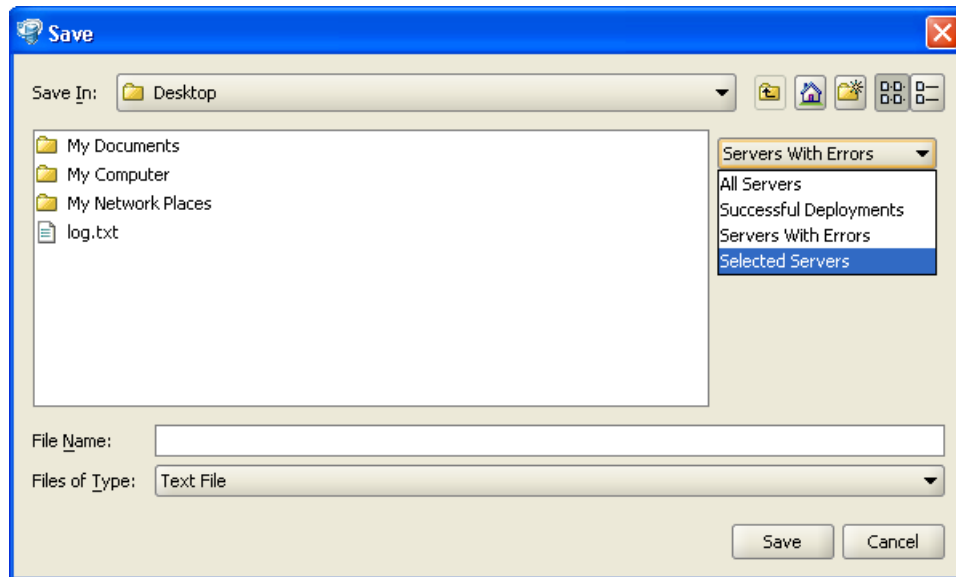 Save
Save In: Desktop
My Documents
My Computer
My Network Places
log.txt
Servers With Errors
All Servers
Successful Deployments
Servers With Errors
Selected Servers
File Name:
Files of Type: Text File
Save Cancel